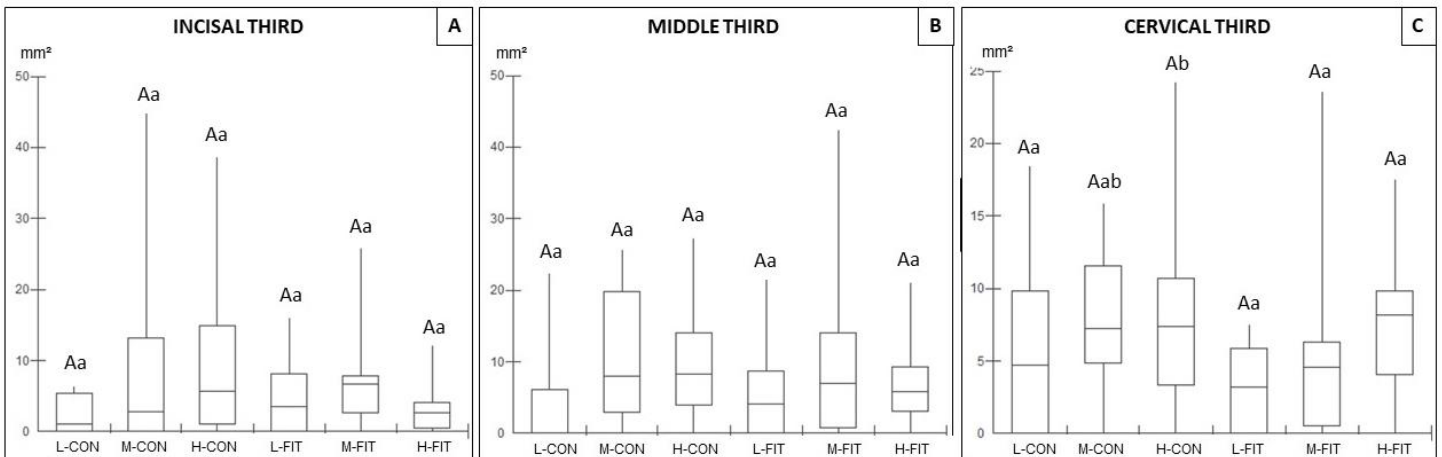 INCISAL THIRD
A
mm²
50
40
30
20
10
0
Aa
Aa
Aa
Aa
Aa
Aa
L-CON M-CON H-CON L-FIT M-FIT H-FIT
MIDDLE THIRD
B
mm²
50
40
30
20
10
0
Aa
Aa
Aa
Aa
Aa
Aa
L-CON M-CON H-CON L-FIT M-FIT H-FIT
CERVICAL THIRD
C
mm²
25
20
15
10
5
0
Aa
Aab
Ab
Aa
Aa
Aa
L-CON M-CON H-CON L-FIT M-FIT H-FIT